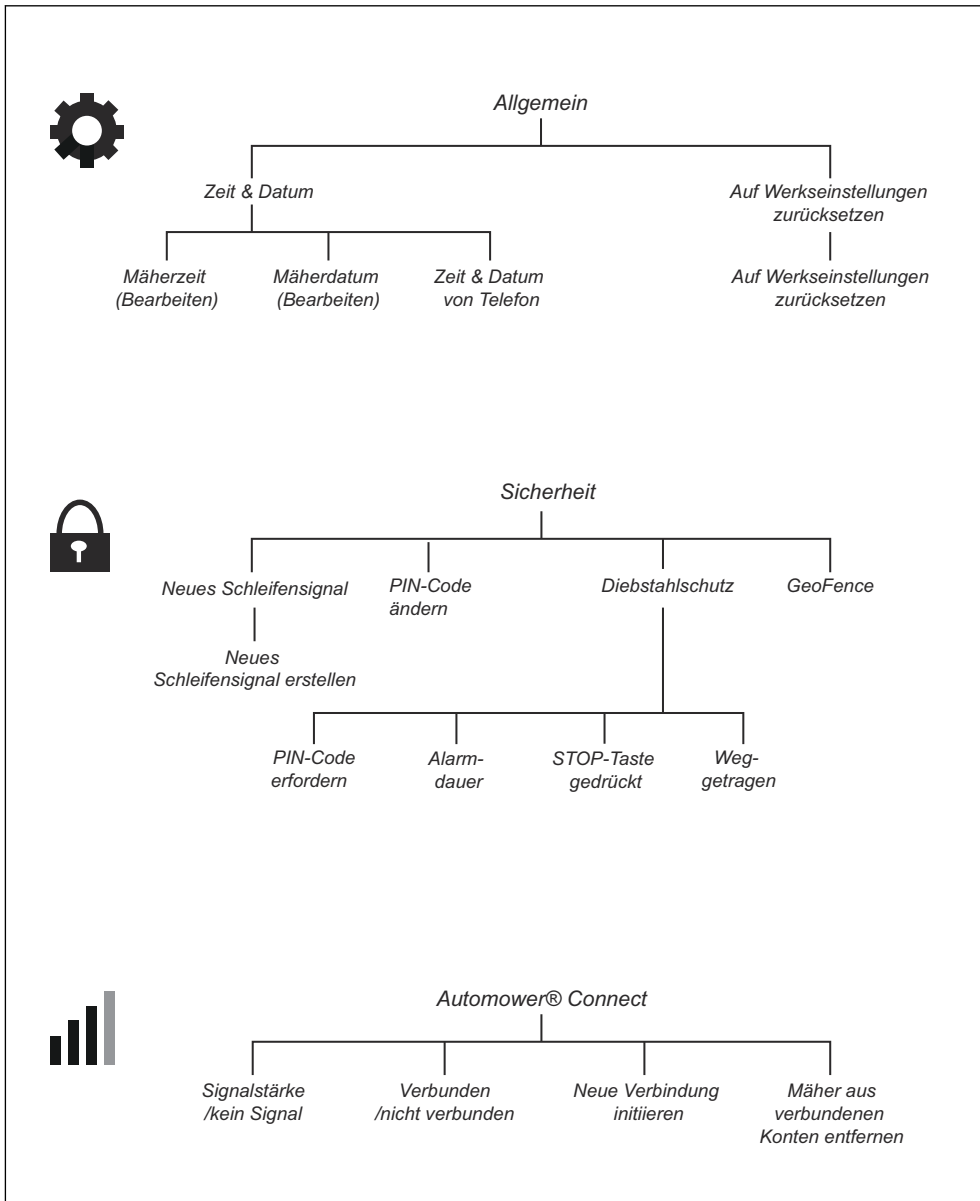 Allgemein
Zeit & Datum
Auf Werkseinstellungen
zurücksetzen
Mäherzeit
(Bearbeiten)
Mäherdatum
(Bearbeiten)
Zeit & Datum
von Telefon
Auf Werkseinstellungen
zurücksetzen
Sicherheit
Neues Schleifensignal
PIN-Code
ändern
Diebstahlschutz
GeoFence
Neues
Schleifensignal erstellen
PIN-Code
erfordern
Alarm-
dauer
STOP-Taste
gedrückt
Weg-
getragen
Automower® Connect
Signalstärke
/kein Signal
Verbunden
/nicht verbunden
Neue Verbindung
initiieren
Mäher aus
verbundenen
Konten entfernen